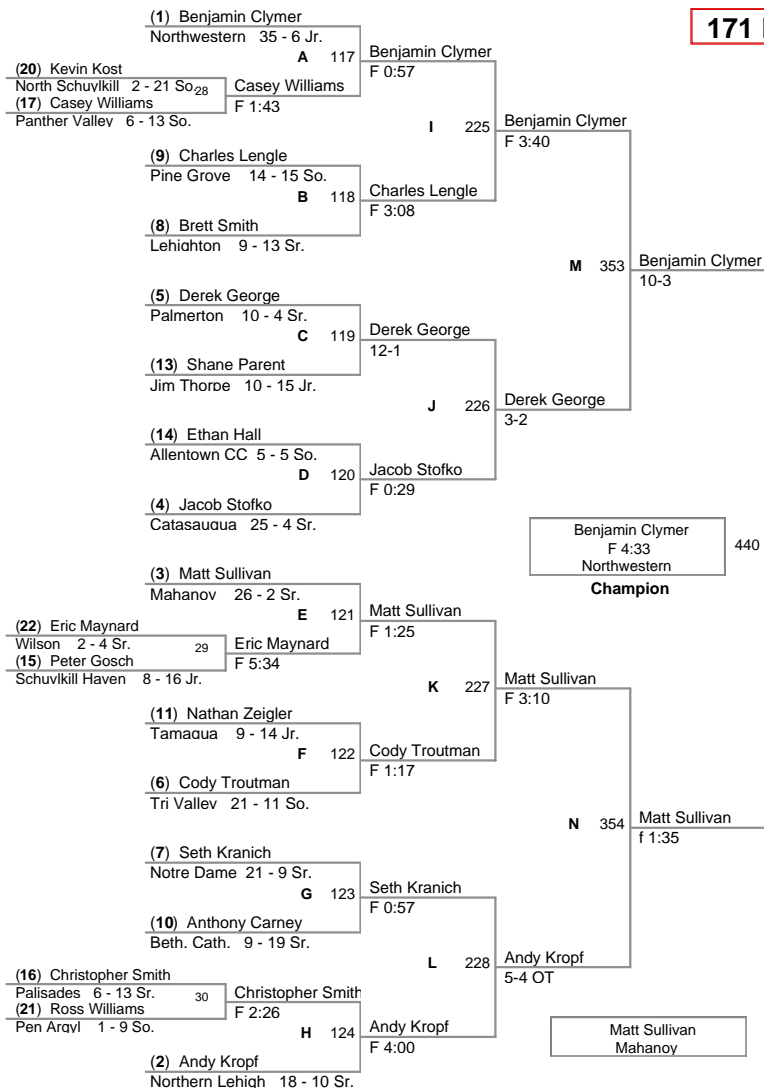 171
(1) Benjamin Clymer
Northwestern 35 - 6 Jr.
A 117
Benjamin Clymer
F 0:57
(20) Kevin Kost
North Schuylkill 2 - 21 So.
28
Casey Williams
F 1:43
(17) Casey Williams
Panther Valley 6 - 13 So.
I 225
Benjamin Clymer
F 3:40
(9) Charles Lengle
Pine Grove 14 - 15 So.
B 118
Charles Lengle
F 3:08
(8) Brett Smith
Lehighton 9 - 13 Sr.
M 353
Benjamin Clymer
10-3
(5) Derek George
Palmerton 10 - 4 Sr.
C 119
Derek George
12-1
(13) Shane Parent
Jim Thorpe 10 - 15 Jr.
J 226
Derek George
3-2
(14) Ethan Hall
Allentown CC 5 - 5 So.
D 120
Jacob Stofko
F 0:29
(4) Jacob Stofko
Catasauqua 25 - 4 Sr.
Benjamin Clymer
F 4:33
Northwestern
440
Champion
(3) Matt Sullivan
Mahanoy 26 - 2 Sr.
E 121
Matt Sullivan
F 1:25
(22) Eric Maynard
Wilson 2 - 4 Sr.
29
Eric Maynard
F 5:34
(15) Peter Gosch
Schuylkill Haven 8 - 16 Jr.
K 227
Matt Sullivan
F 3:10
(11) Nathan Zeigler
Tamaqua 9 - 14 Jr.
F 122
Cody Troutman
F 1:17
(6) Cody Troutman
Tri Valley 21 - 11 So.
N 354
Matt Sullivan
f 1:35
(7) Seth Kranich
Notre Dame 21 - 9 Sr.
G 123
Seth Kranich
F 0:57
(10) Anthony Carney
Beth. Cath. 9 - 19 Sr.
L 228
Andy Kropf
5-4 OT
(16) Christopher Smith
Palisades 6 - 13 Sr.
30
Christopher Smith
F 2:26
(21) Ross Williams
Pen Argyl 1 - 9 So.
H 124
Andy Kropf
F 4:00
(2) Andy Kropf
Northern Lehigh 18 - 10 Sr.
Matt Sullivan
Mahanoy